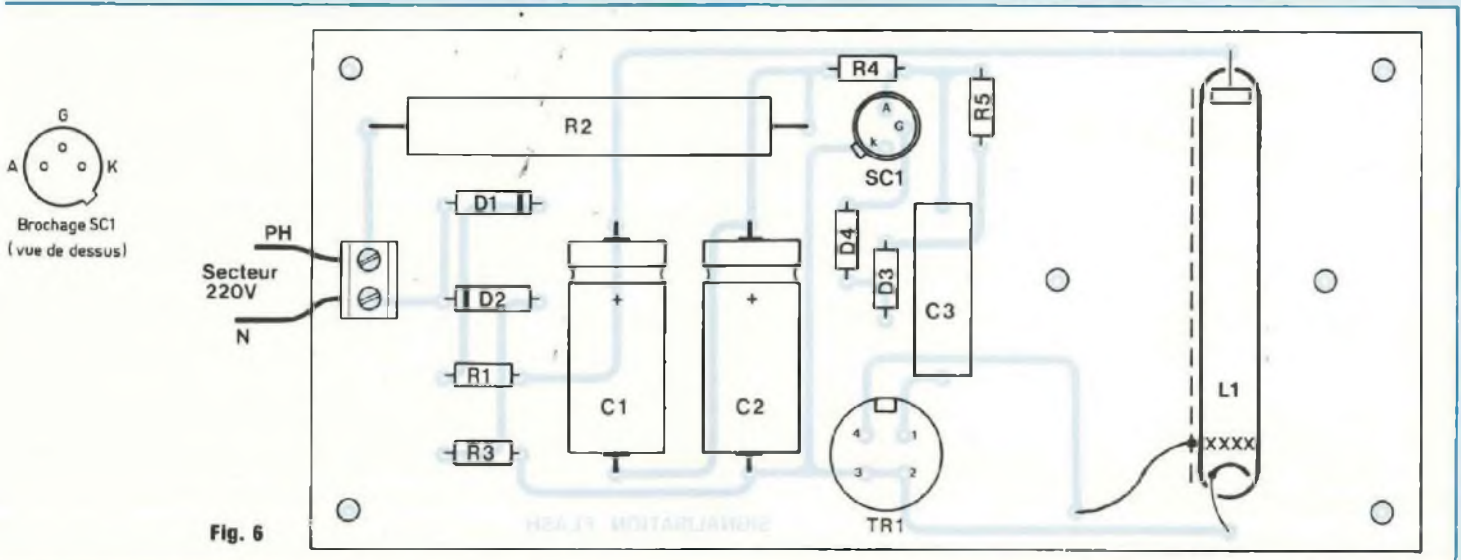 G
A K
Brochage SC1
(vue de dessus)
PH
Secteur
220V
N
R2
R4
A
G
K
SC1
R5
D1
D2
R1
R3
+
C1
+
C2
D4
D3
C3
4 1
3 2
TR1
L1
XXXX
SIGNALISATION FLASH
Fig. 6